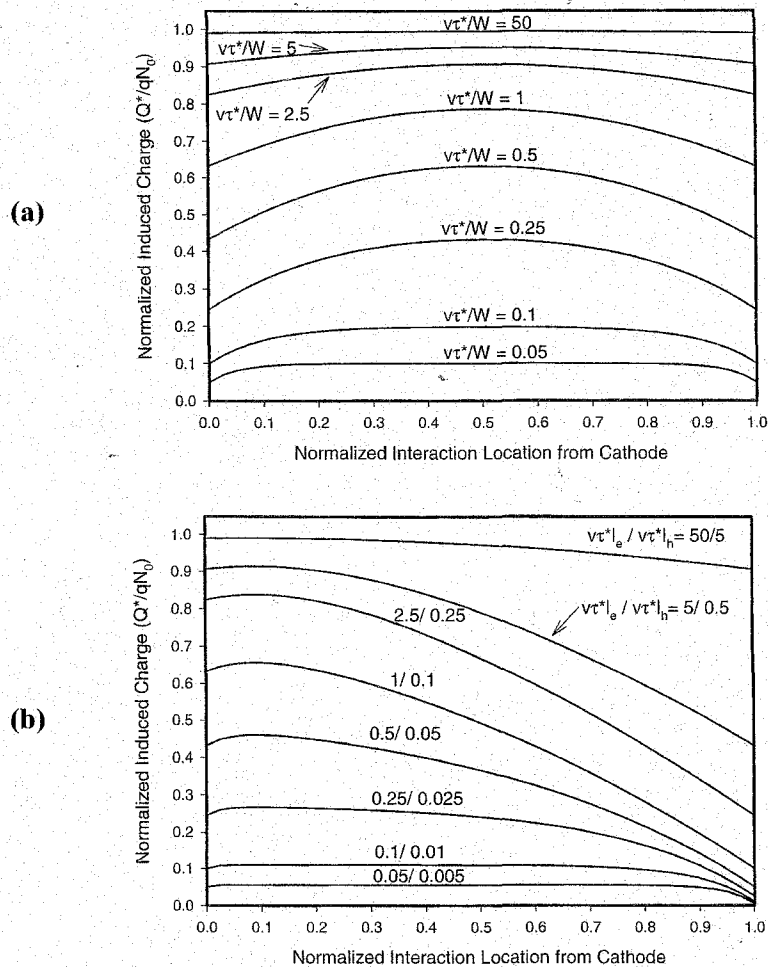 (a)
Normalized Induced Charge (Q*/qN₀)
1.0
0.9
0.8
0.7
0.6
0.5
0.4
0.3
0.2
0.1
0.0
vτ*/W = 50
vτ*/W = 5
vτ*/W = 2.5
vτ*/W = 1
vτ*/W = 0.5
vτ*/W = 0.25
vτ*/W = 0.1
vτ*/W = 0.05
0.0 0.1 0.2 0.3 0.4 0.5 0.6 0.7 0.8 0.9 1.0
Normalized Interaction Location from Cathode
(b)
Normalized Induced Charge (Q*/qN₀)
1.0
0.9
0.8
0.7
0.6
0.5
0.4
0.3
0.2
0.1
0.0
vτ*|ₑ / vτ*|ₕ= 50/5
vτ*|ₑ / vτ*|ₕ= 5/ 0.5
2.5/ 0.25
1/ 0.1
0.5/ 0.05
0.25/ 0.025
0.1/ 0.01
0.05/ 0.005
0.0 0.1 0.2 0.3 0.4 0.5 0.6 0.7 0.8 0.9 1.0
Normalized Interaction Location from Cathode